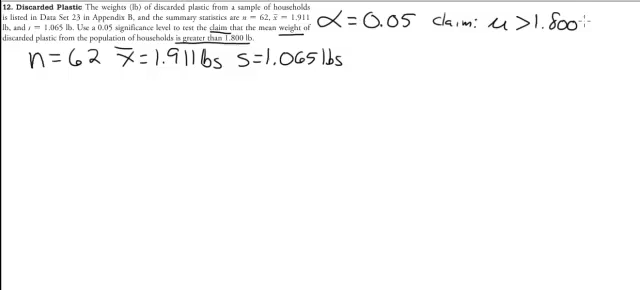 12. Discarded Plastic The weights (lb) of discarded plastic from a sample of households
is listed in Data Set 23 in Appendix B, and the summary statistics are n = 62, x̄ = 1.911
lb, and s = 1.065 lb. Use a 0.05 significance level to test the claim that the mean weight of
discarded plastic from the population of households is greater than 1.800 lb.
α = 0.05 claim: μ > 1.800
n = 62 x̄ = 1.911 lbs s = 1.065 lbs